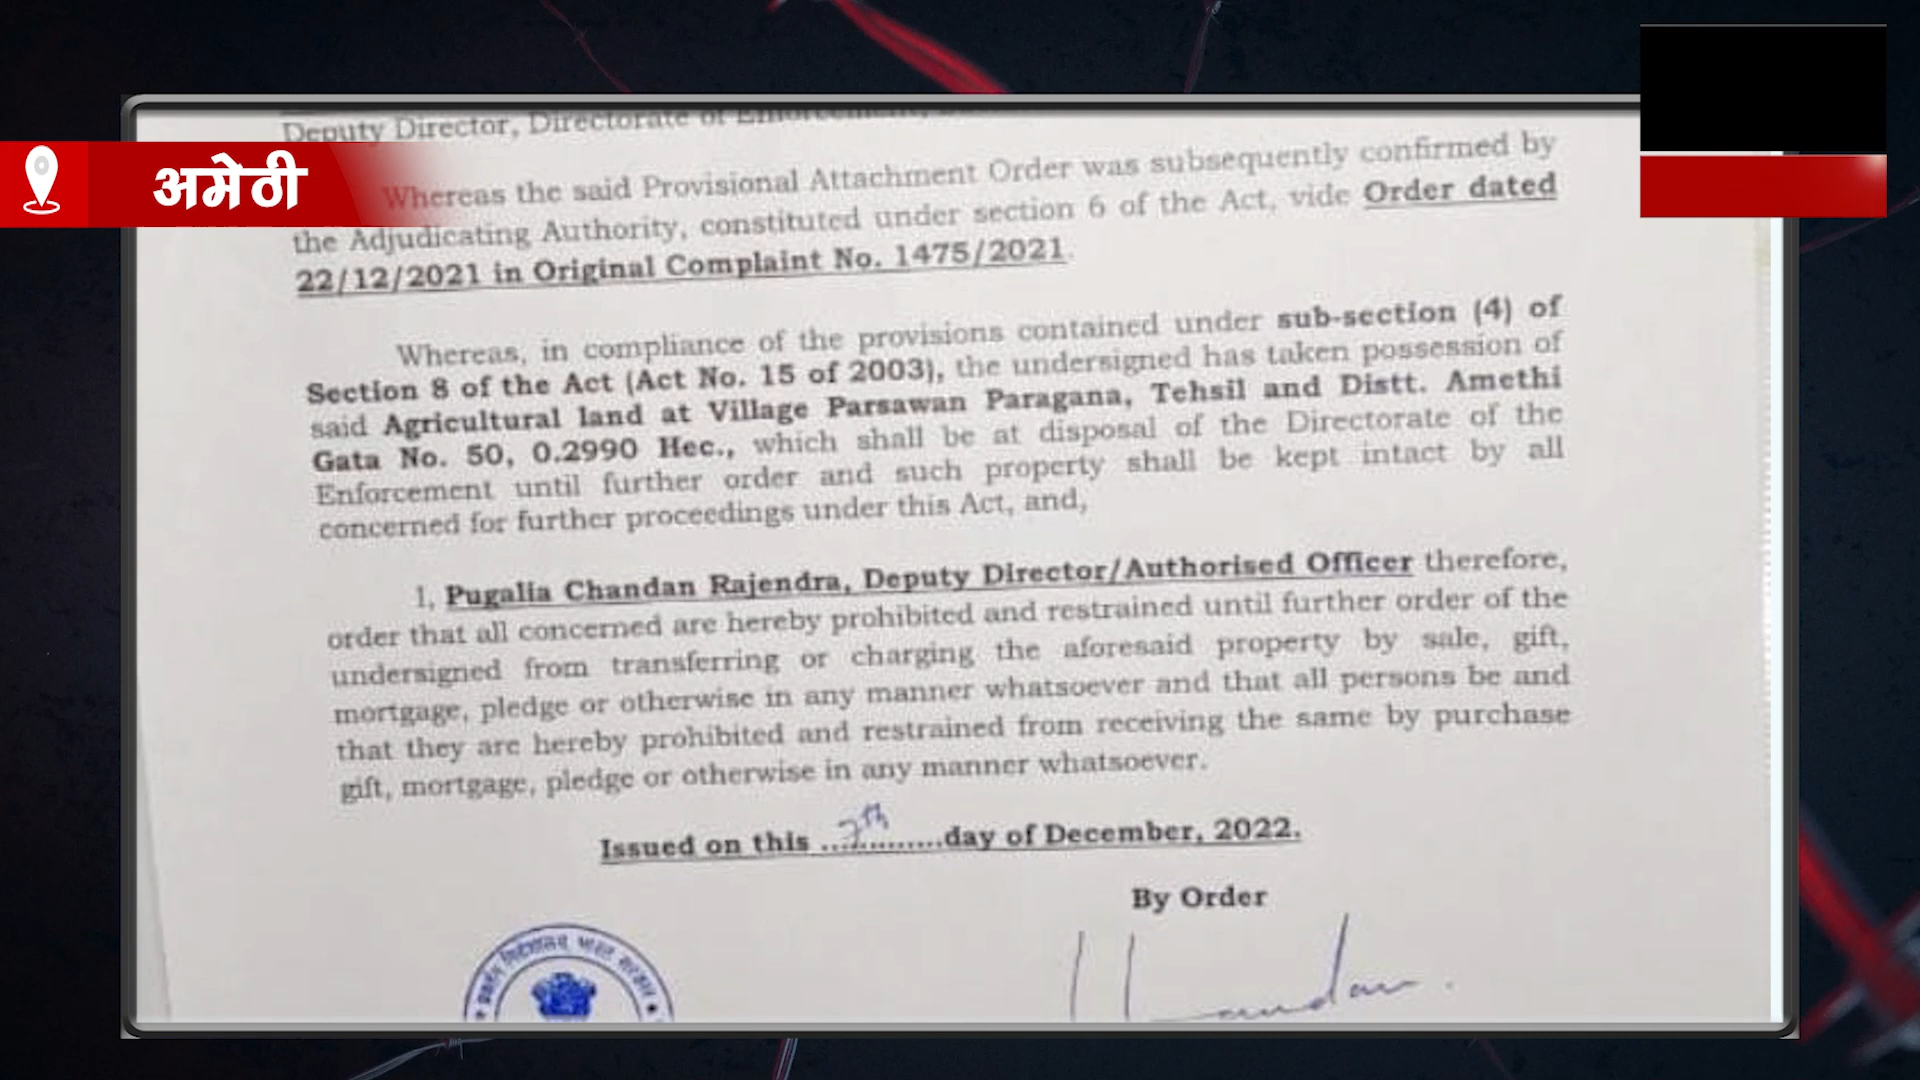 Deputy Director, Directorate of Enforcement,
अमेठी
Whereas the said Provisional Attachment Order was subsequently confirmed by
the Adjudicating Authority, constituted under section 6 of the Act, vide Order dated
22/12/2021 in Original Complaint No. 1475/2021.
Whereas, in compliance of the provisions contained under sub-section (4) of
Section 8 of the Act (Act No. 15 of 2003), the undersigned has taken possession of
said Agricultural land at Village Parsawan Paragana, Tehsil and Distt. Amethi
Gata No. 50, 0.2990 Hec., which shall be at disposal of the Directorate of the
Enforcement until further order and such property shall be kept intact by all
concerned for further proceedings under this Act, and,
I, Pugalia Chandan Rajendra, Deputy Director/Authorised Officer therefore,
order that all concerned are hereby prohibited and restrained until further order of the
undersigned from transferring or charging the aforesaid property by sale, gift,
mortgage, pledge or otherwise in any manner whatsoever and that all persons be and
that they are hereby prohibited and restrained from receiving the same by purchase
gift, mortgage, pledge or otherwise in any manner whatsoever.
Issued on this ...7th...........day of December, 2022.
By Order
प्रवर्तन निदेशालय, भारत सरकार